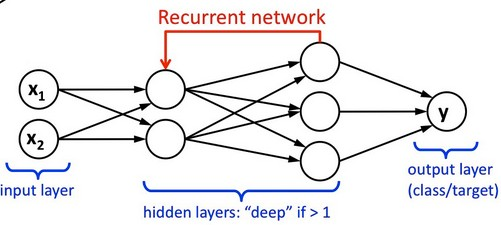 Recurrent network
x1
x2
y
input layer
hidden layers: “deep” if > 1
output layer
(class/target)